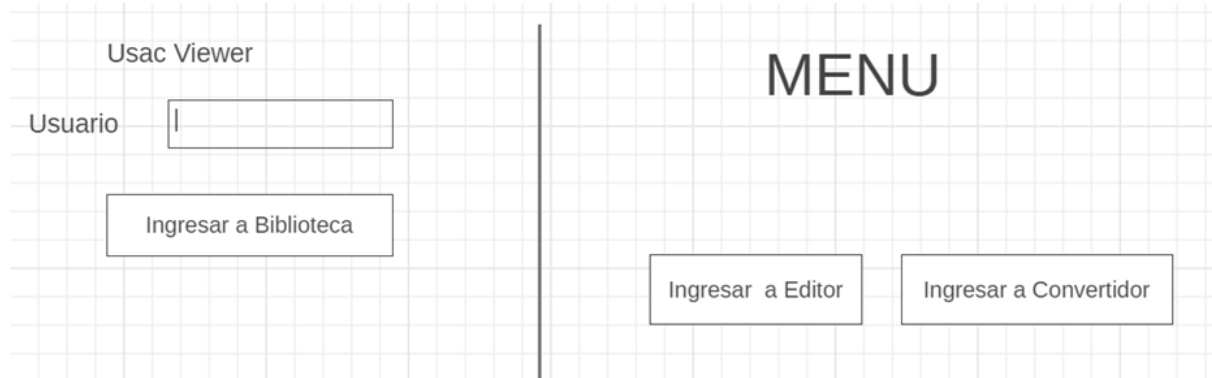 Usac Viewer
Usuario
Ingresar a Biblioteca
MENU
Ingresar a Editor
Ingresar a Convertidor